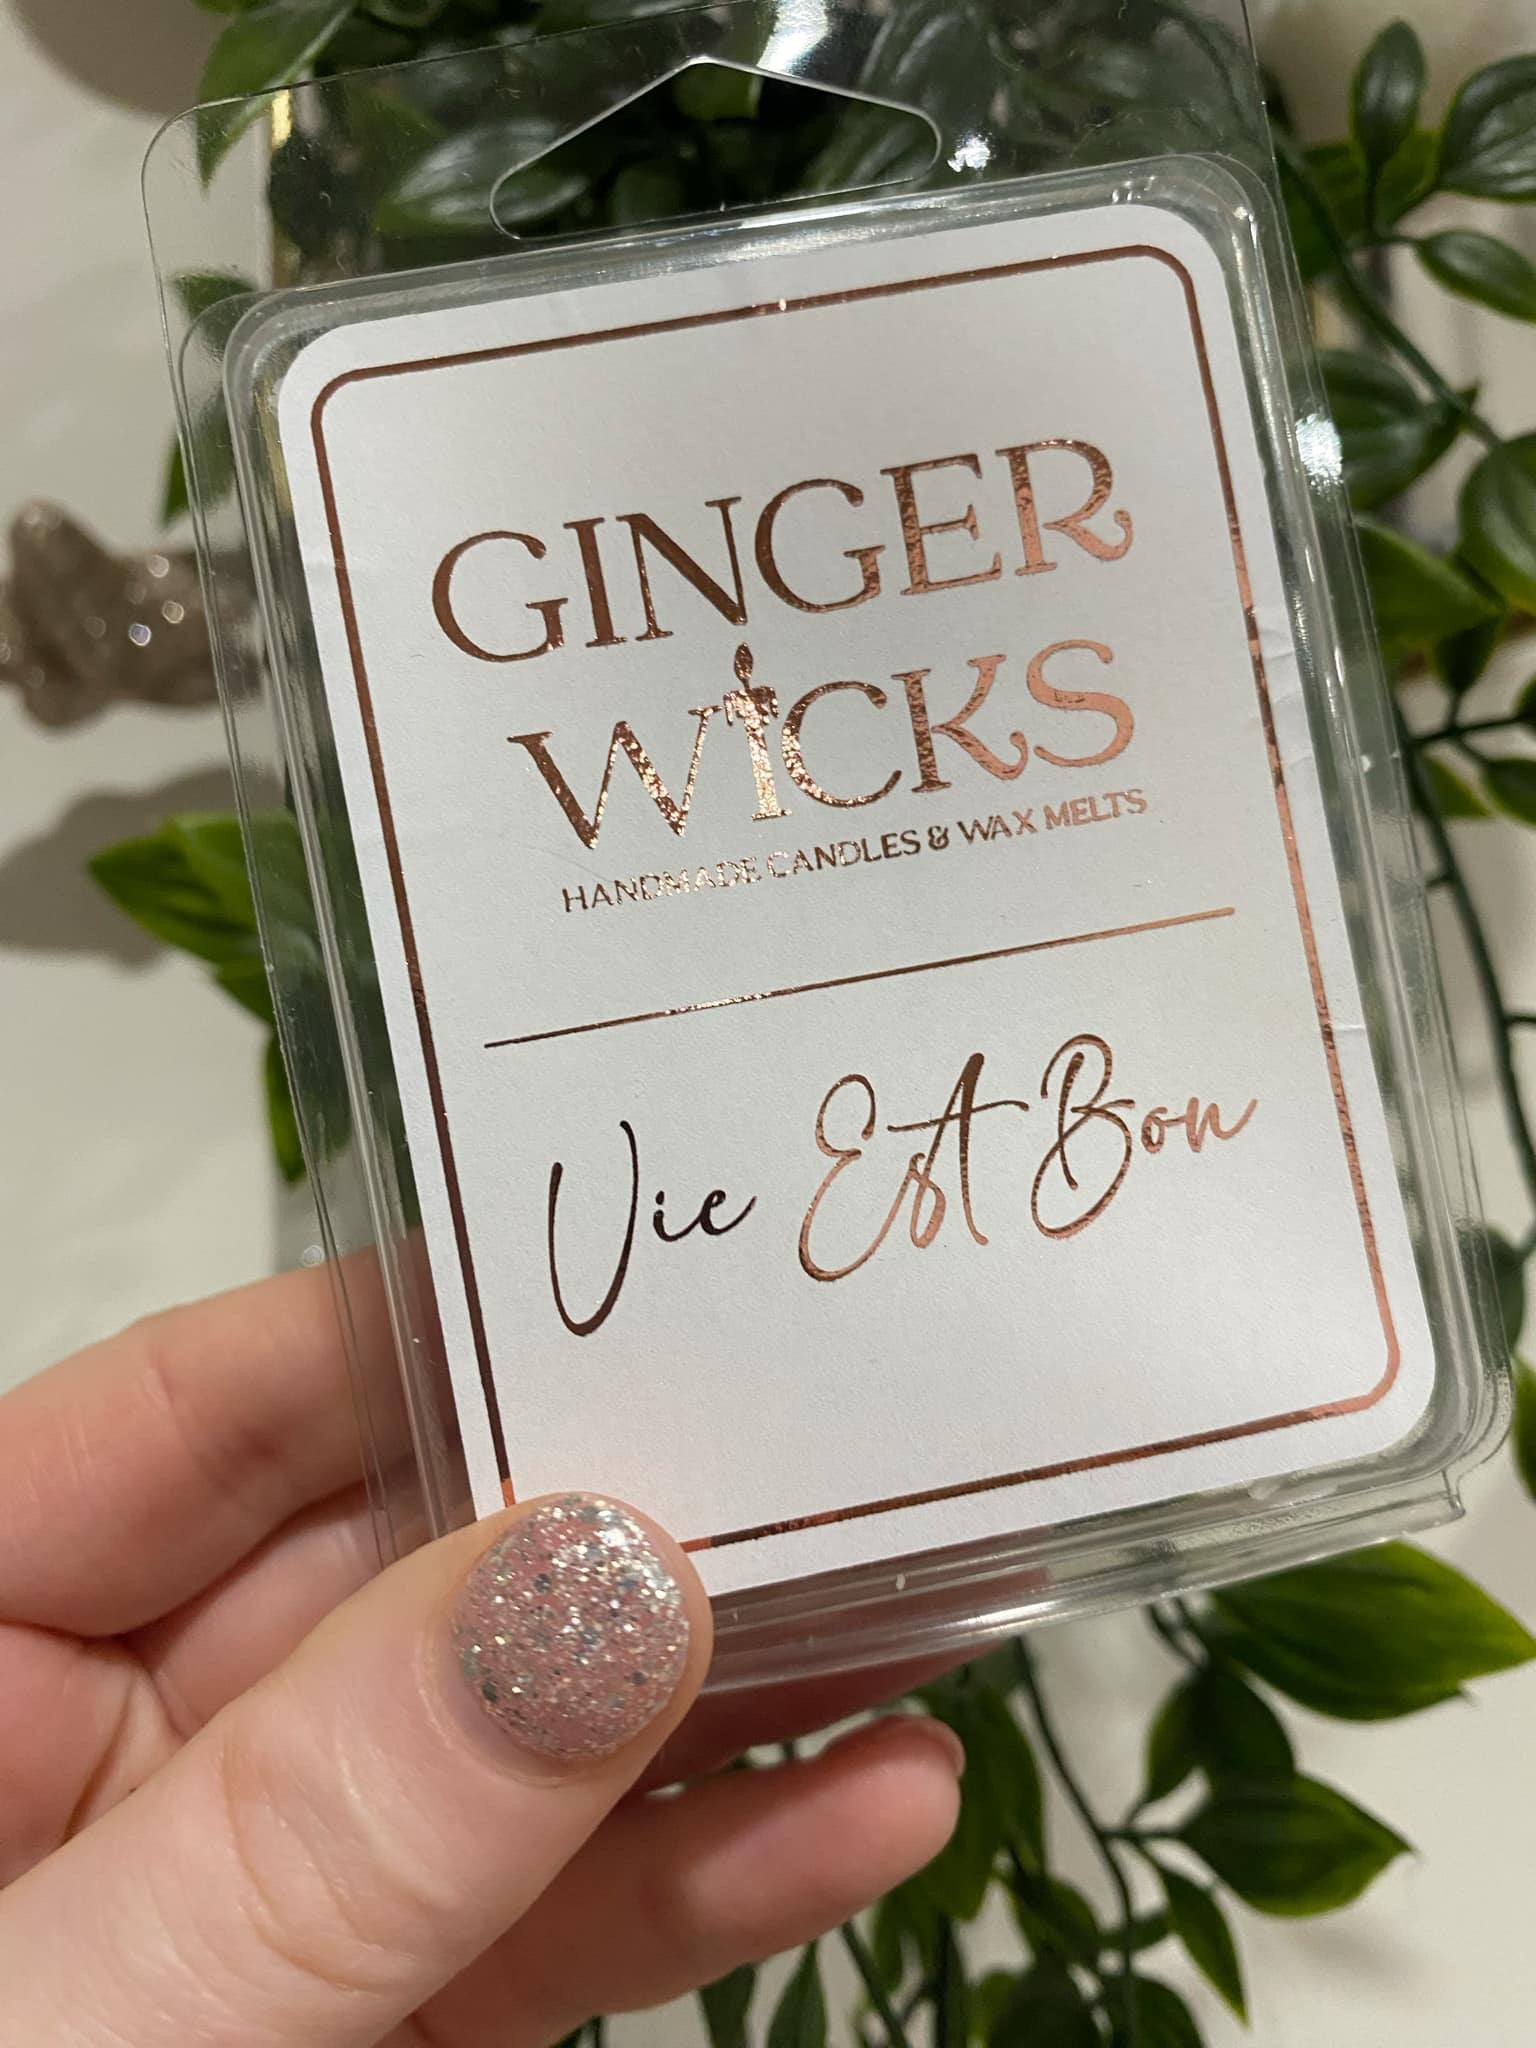 GINGER
WICKS
HANDMADE CANDLES & WAX MELTS
Vie Est Bon